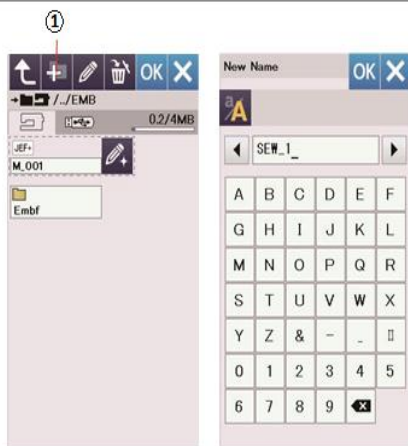 ①
OK X
/../EMB
0.2/4MB
JEF+
M_001
Embf
New Name
OK X
aA
SEW_1_
A B C D E F
G H I J K L
M N O P Q R
S T U V W X
Y Z & - _ ▯
0 1 2 3 4 5
6 7 8 9